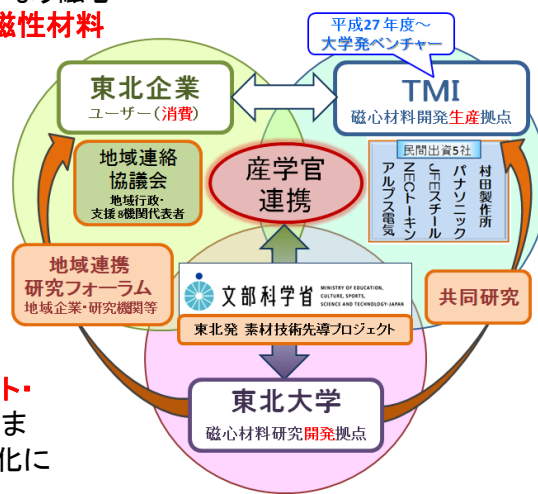 なり磁心
磁性材料
平成27年度～
大学発ベンチャー
東北企業
ユーザー(消費)
TMI
磁心材料開発生産拠点
地域連絡
協議会
地域行政・
支援8機関代表者
産学官
連携
民間出資5社
村田製作所
パナソニック
JFEスチール
NECトーキン
アルプス電気
地域連携
研究フォーラム
地域企業・研究機関等
文部科学省
MINISTRY OF EDUCATION,
CULTURE, SPORTS,
SCIENCE AND TECHNOLOGY-JAPAN
共同研究
東北発 素材技術先導プロジェクト
ト・
東北大学
ま
磁心材料研究開発拠点
化に